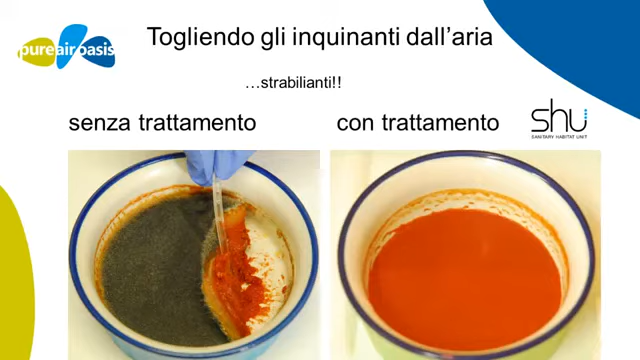 pureairoasis
Togliendo gli inquinanti dall'aria
…strabilianti!!
senza trattamento
con trattamento
shu
SANITARY HABITAT UNIT